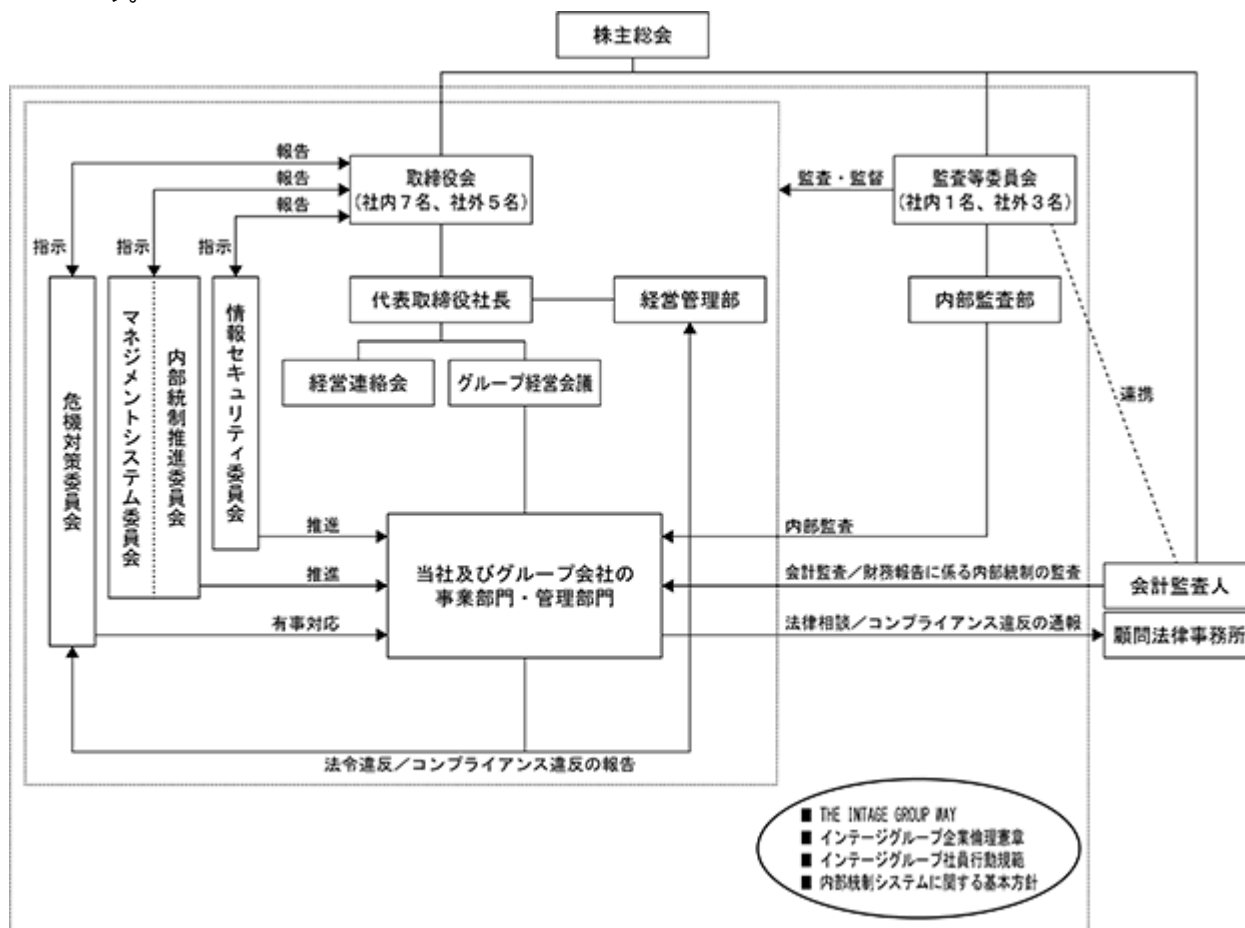 す。
株主総会
報告
報告
報告
取締役会
(社内7名、社外5名)
監査・監督
監査等委員会
(社内1名、社外3名)
指示
指示
指示
代表取締役社長
経営管理部
内部監査部
危機対策委員会
マネジメントシステム委員会
内部統制推進委員会
情報セキュリティ委員会
経営連絡会
グループ経営会議
連携
推進
推進
有事対応
当社及びグループ会社の
事業部門・管理部門
内部監査
会計監査/財務報告に係る内部統制の監査
会計監査人
法律相談/コンプライアンス違反の通報
顧問法律事務所
法令違反/コンプライアンス違反の報告
■ THE INTAGE GROUP WAY
■ インテージグループ企業倫理憲章
■ インテージグループ社員行動規範
■ 内部統制システムに関する基本方針